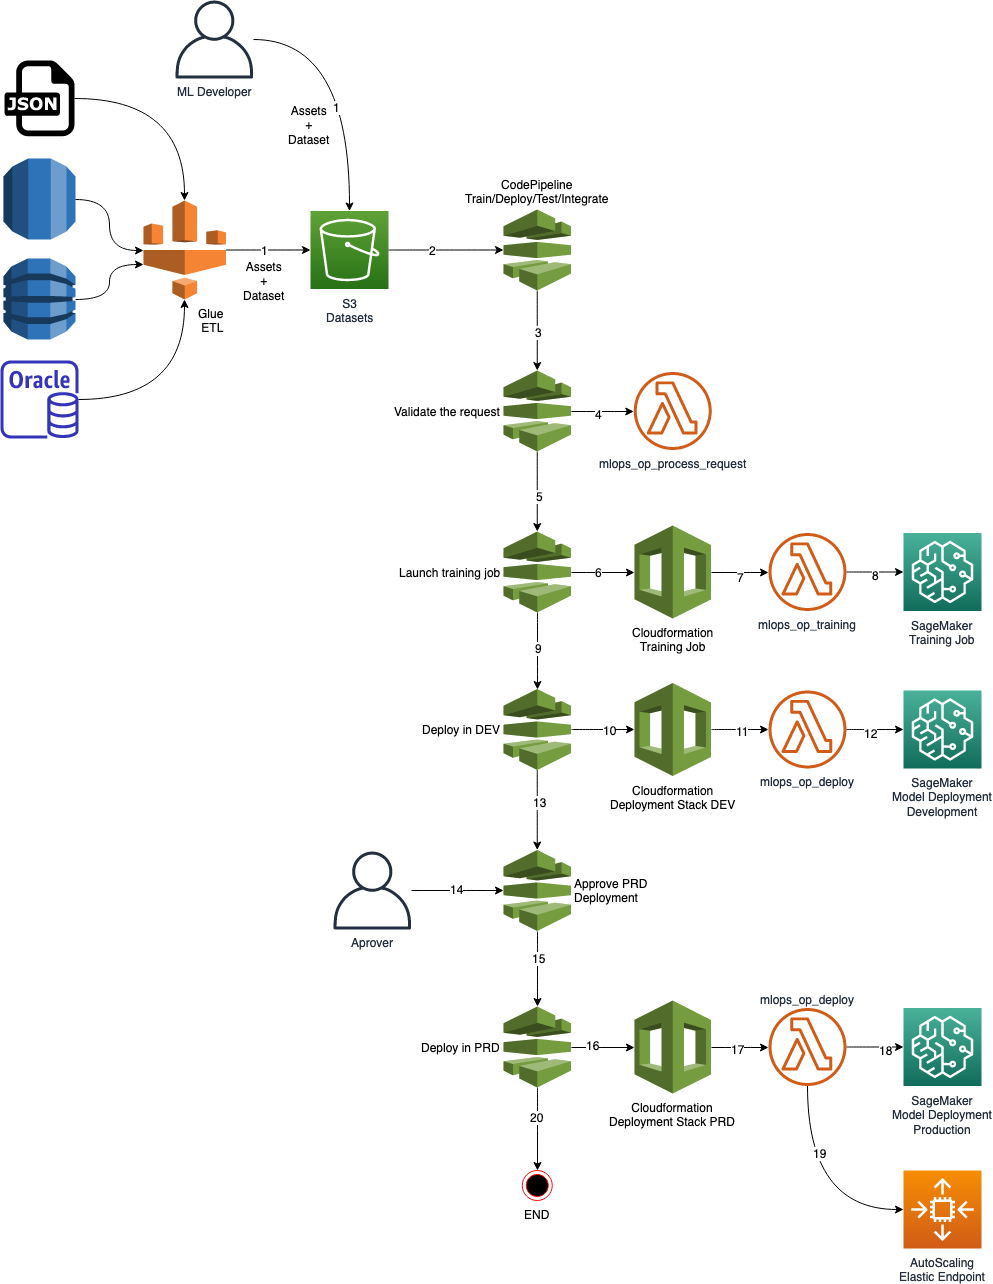 ML Developer
JSON
1
Assets
+
Dataset
CodePipeline
Train/Deploy/Test/Integrate
1
Assets
+
Dataset
2
S3
Datasets
Glue
ETL
3
Oracle
Validate the request
4
mlops_op_process_request
5
Launch training job
6
7
8
Cloudformation
Training Job
mlops_op_training
SageMaker
Training Job
9
Deploy in DEV
10
11
12
Cloudformation
Deployment Stack DEV
mlops_op_deploy
SageMaker
Model Deployment
Development
13
Approve PRD
Deployment
14
Aprover
15
mlops_op_deploy
Deploy in PRD
16
17
18
Cloudformation
Deployment Stack PRD
SageMaker
Model Deployment
Production
20
19
END
AutoScaling
Elastic Endpoint